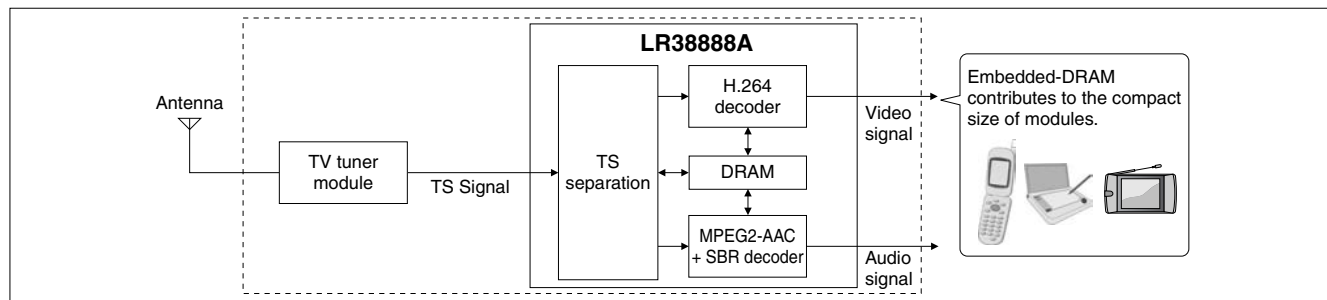 LR38888A
Antenna
TV tuner
module
TS Signal
TS
separation
H.264
decoder
DRAM
MPEG2-AAC
+ SBR decoder
Video
signal
Audio
signal
Embedded-DRAM
contributes to the compact
size of modules.